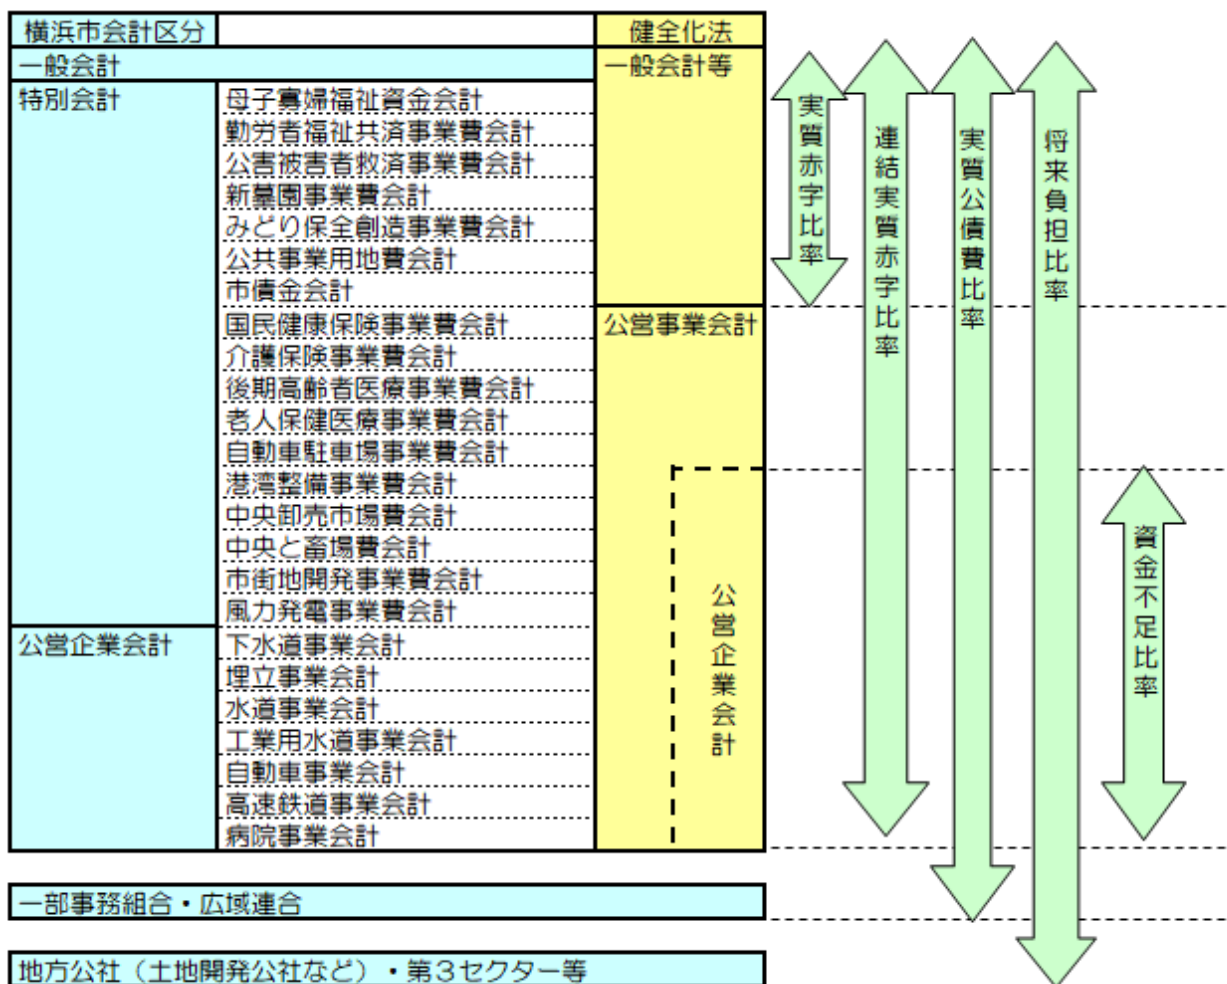 横浜市会計区分 健全化法
一般会計 一般会計等
特別会計 母子寡婦福祉資金会計
勤労者福祉共済事業費会計
公害被害者救済事業費会計
新墓園事業費会計
みどり保全創造事業費会計
公共事業用地費会計
市債金会計
国民健康保険事業費会計 公営事業会計
介護保険事業費会計
後期高齢者医療事業費会計
老人保健医療事業費会計
自動車駐車場事業費会計
港湾整備事業費会計
中央卸売市場費会計
中央と畜場費会計
市街地開発事業費会計
風力発電事業費会計
公営企業会計 下水道事業会計
埋立事業会計
水道事業会計
工業用水道事業会計
自動車事業会計
高速鉄道事業会計
病院事業会計
公営企業会計
実質赤字比率
連結実質赤字比率
実質公債費比率
将来負担比率
資金不足比率
一部事務組合・広域連合
地方公社（土地開発公社など）・第３セクター等